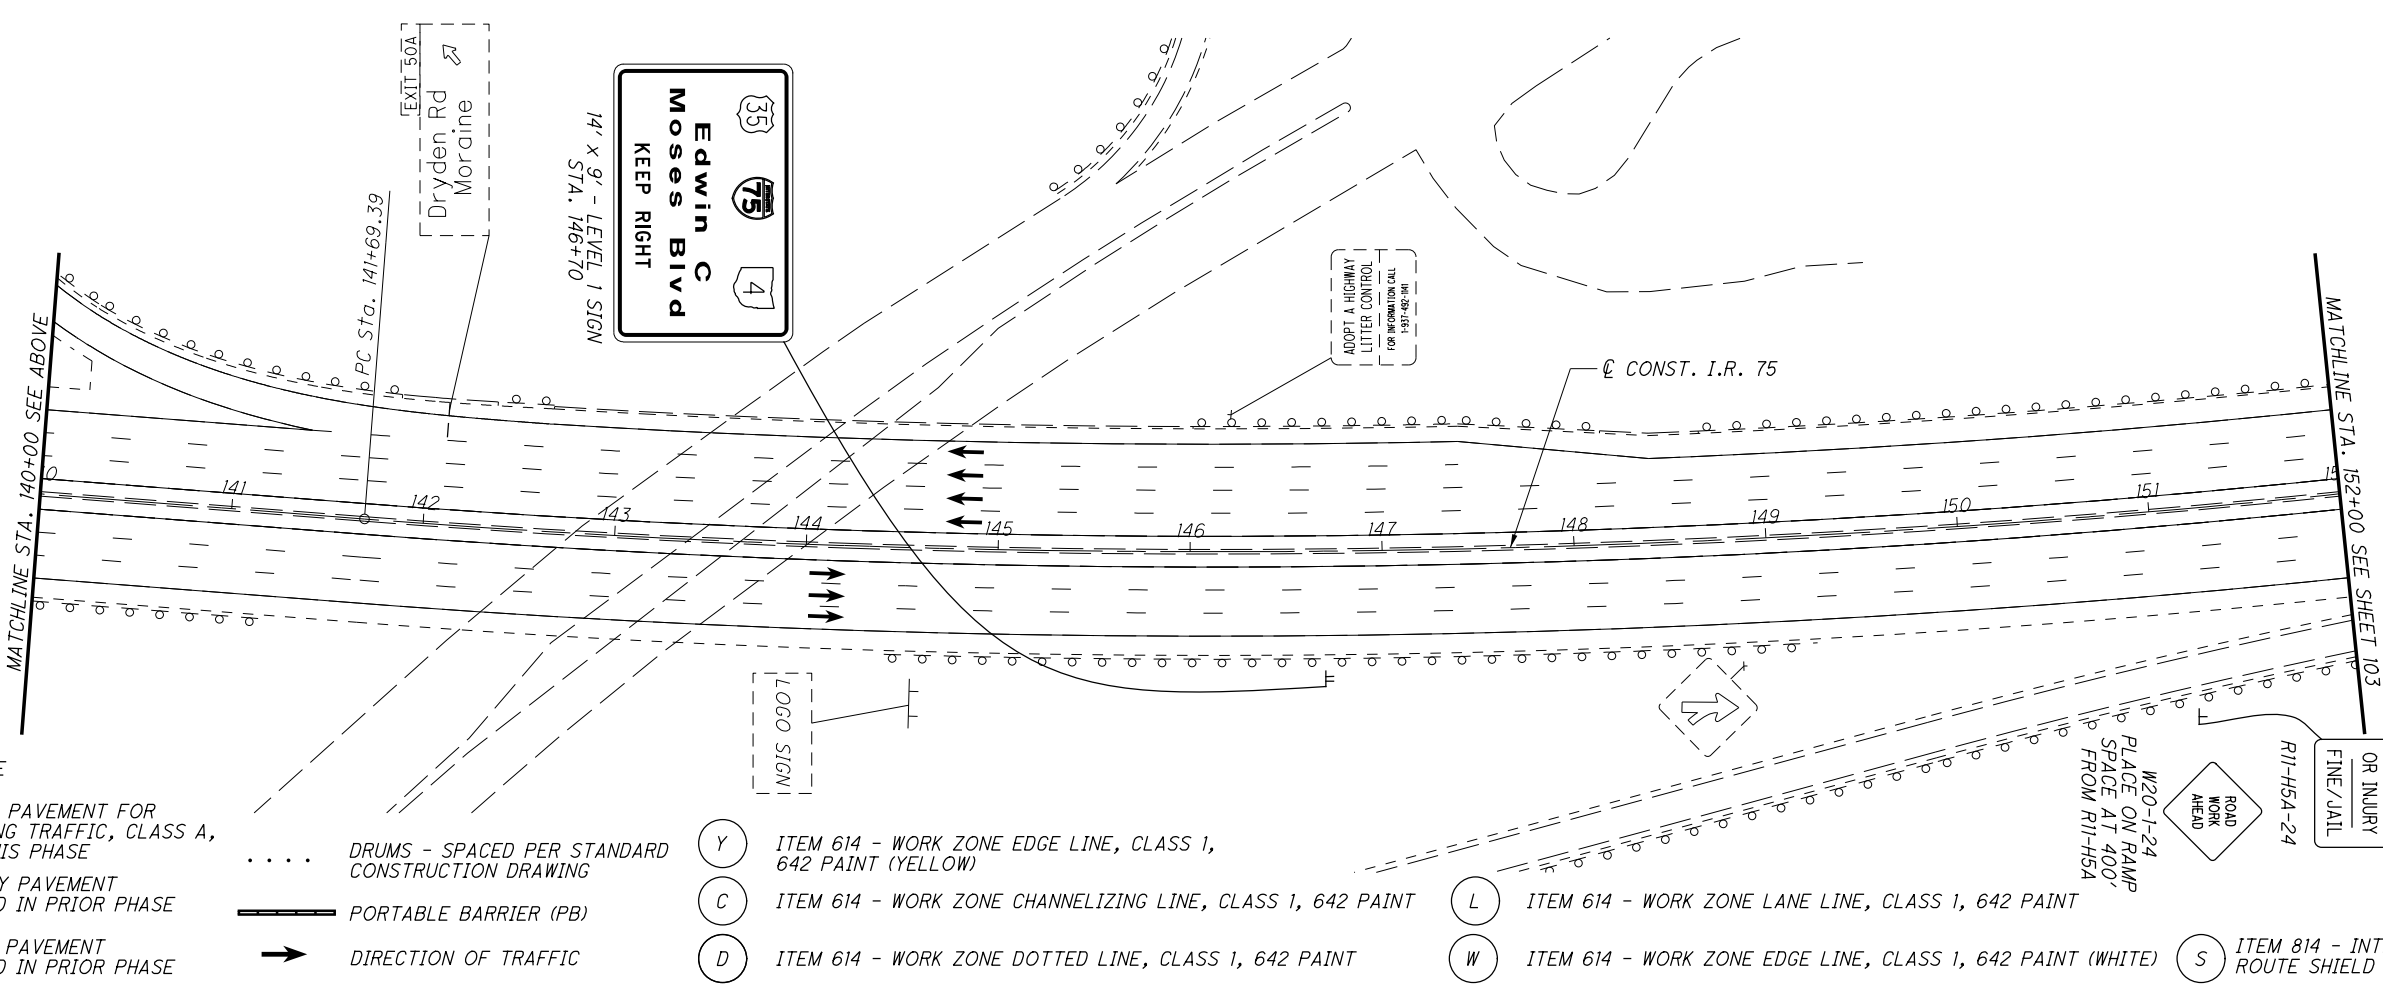 EXIT 50A
Dryden Rd
Moraine
PC Sta. 141+69.39
14' x 9' - LEVEL 1 SIGN
STA. 146+70
35
75
4
Edwin C
Moses Blvd
KEEP RIGHT
ADOPT A HIGHWAY
LITTER CONTROL
FOR INFORMATION CALL
℄ CONST. I.R. 75
MATCHLINE STA. 140+00 SEE ABOVE
MATCHLINE STA. 152+00 SEE SHEET 103
0
141
142
143
144
145
146
147
148
149
150
151
15
LOGO SIGN
W20-1-24
PLACE ON RAMP
SPACE AT 400'
FROM R11-H5A
ROAD
WORK
AHEAD
R11-H5A-24
OR INJURY
FINE/JAIL
E
PAVEMENT FOR
NG TRAFFIC, CLASS A,
IS PHASE
Y PAVEMENT
D IN PRIOR PHASE
PAVEMENT
D IN PRIOR PHASE
DRUMS - SPACED PER STANDARD
CONSTRUCTION DRAWING
PORTABLE BARRIER (PB)
DIRECTION OF TRAFFIC
Y ITEM 614 - WORK ZONE EDGE LINE, CLASS 1,
642 PAINT (YELLOW)
C ITEM 614 - WORK ZONE CHANNELIZING LINE, CLASS 1, 642 PAINT
D ITEM 614 - WORK ZONE DOTTED LINE, CLASS 1, 642 PAINT
L ITEM 614 - WORK ZONE LANE LINE, CLASS 1, 642 PAINT
W ITEM 614 - WORK ZONE EDGE LINE, CLASS 1, 642 PAINT (WHITE)
S ITEM 814 - INT
ROUTE SHIELD